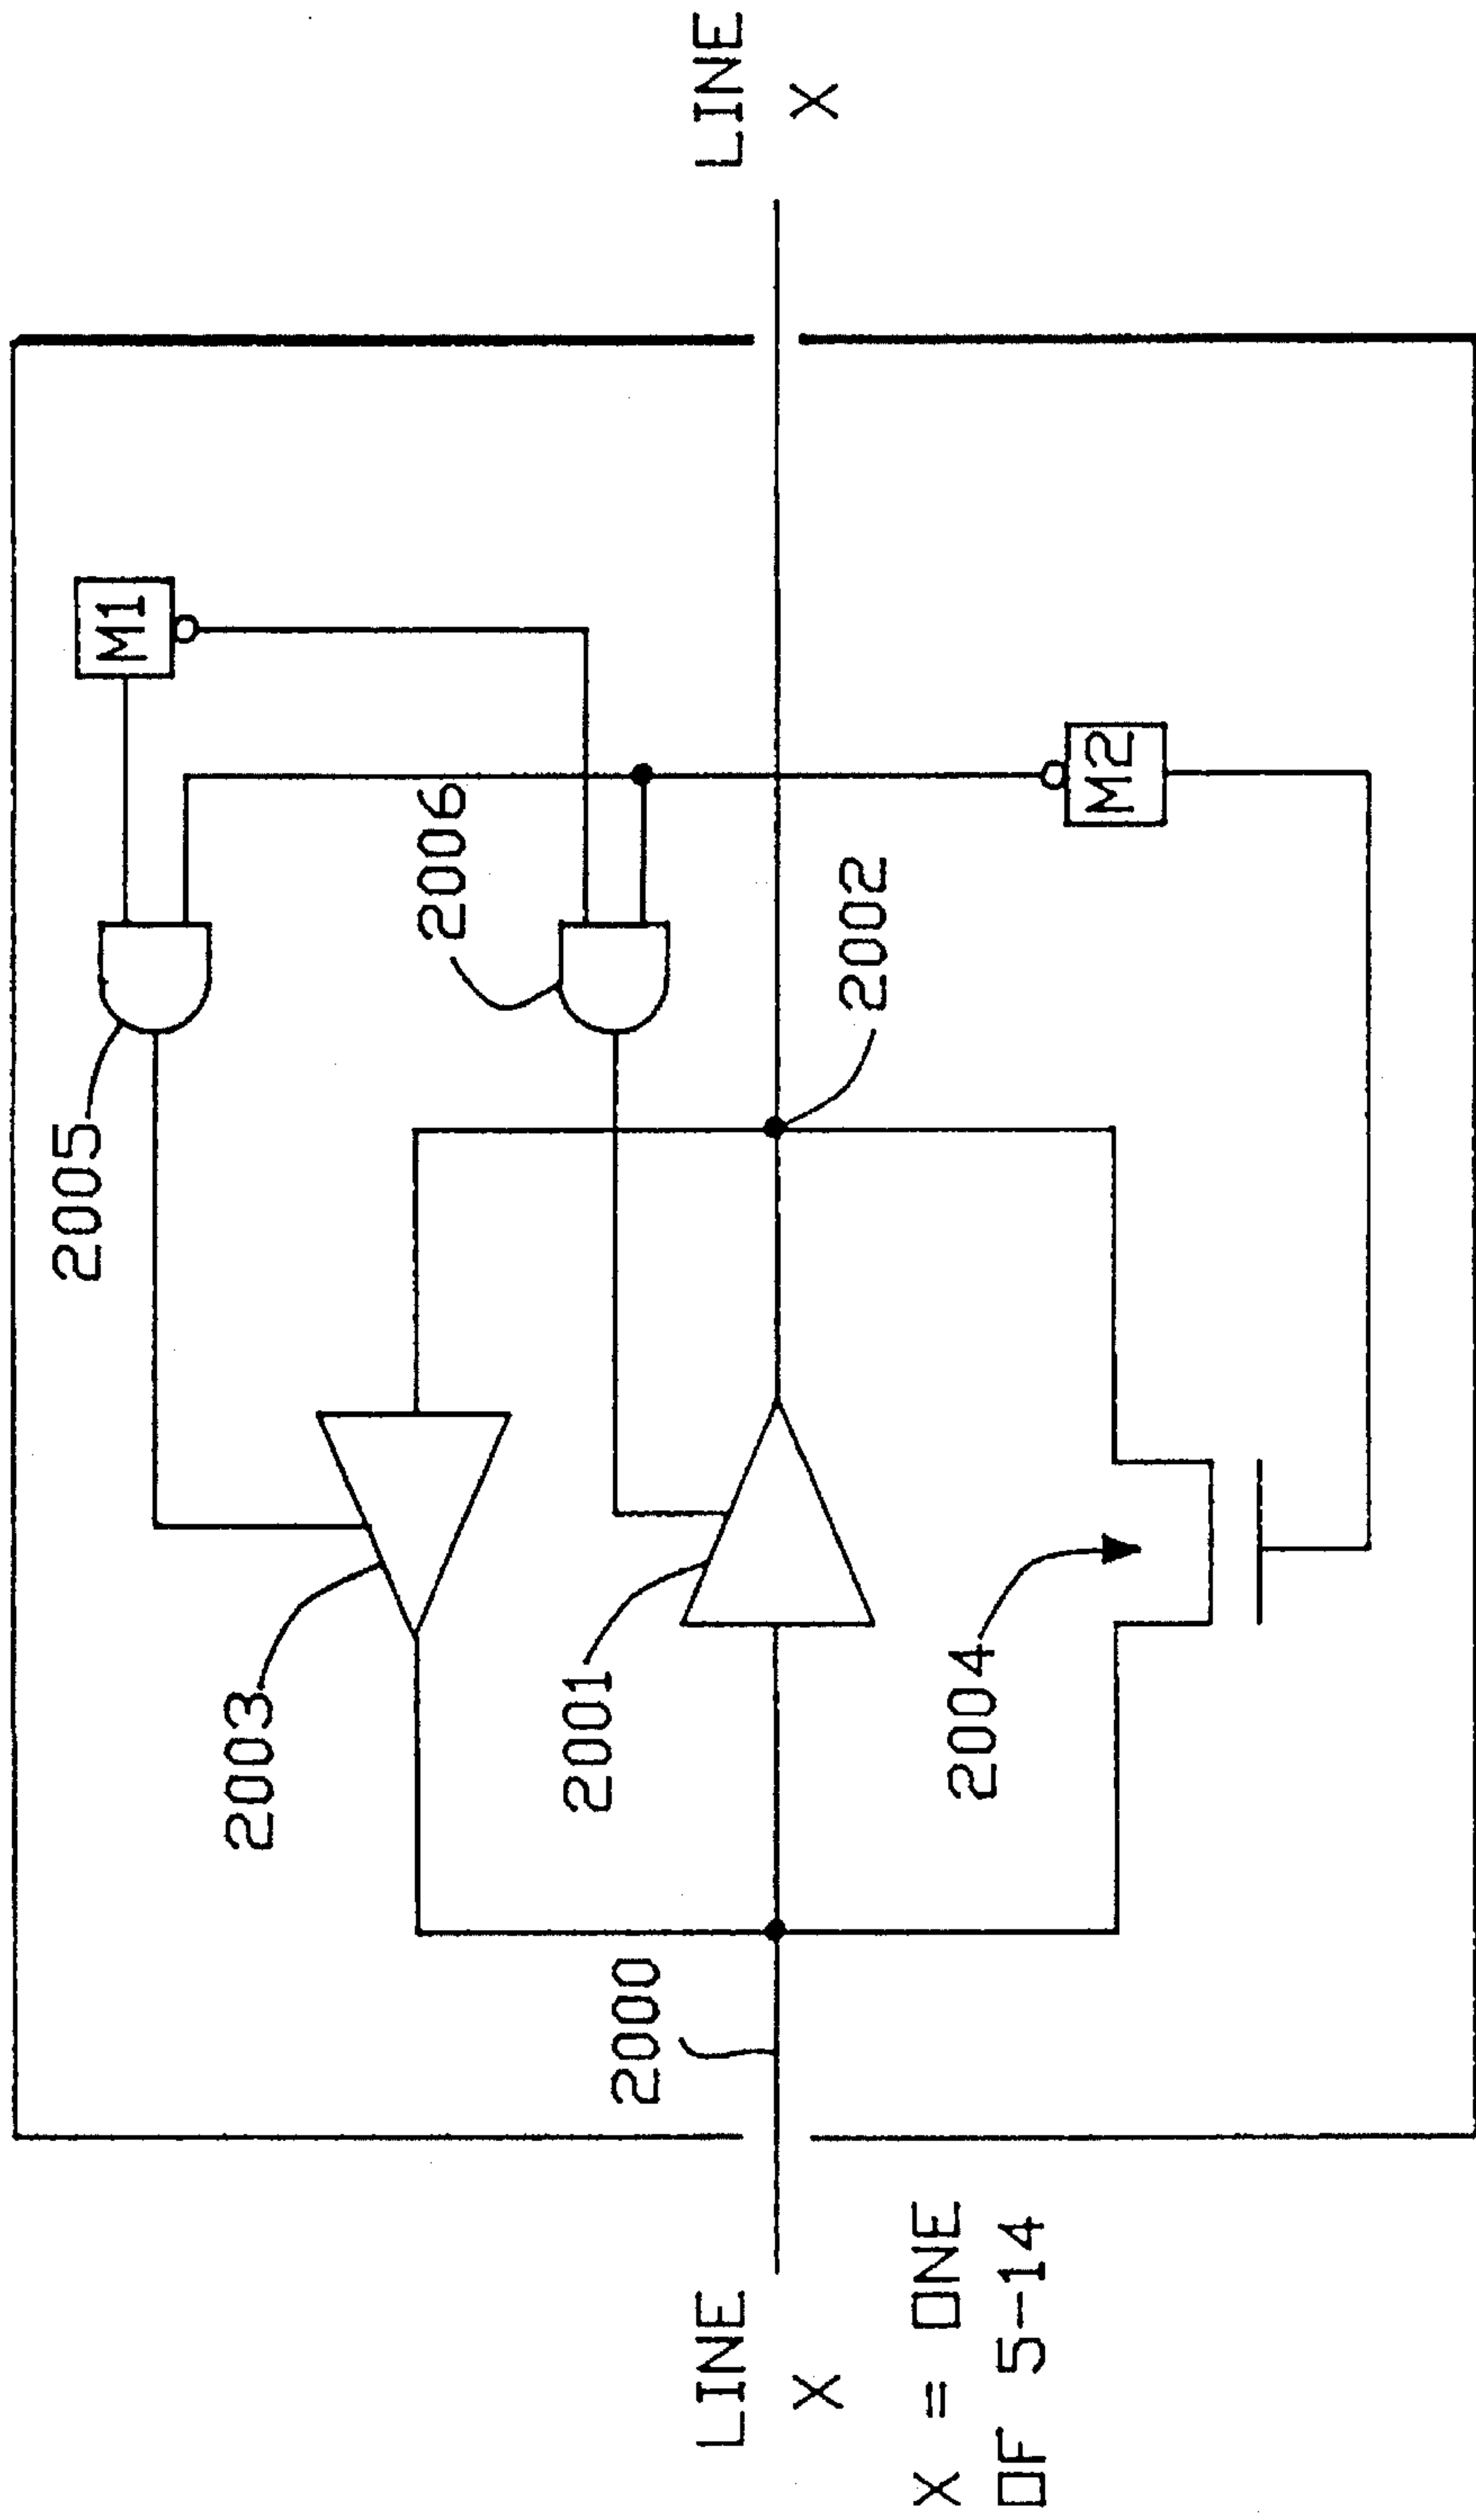 M1
2005
2006
2003
2001
2002
2000
LINE
X
LINE
X
X = ONE
OF 5-14
2004
M2